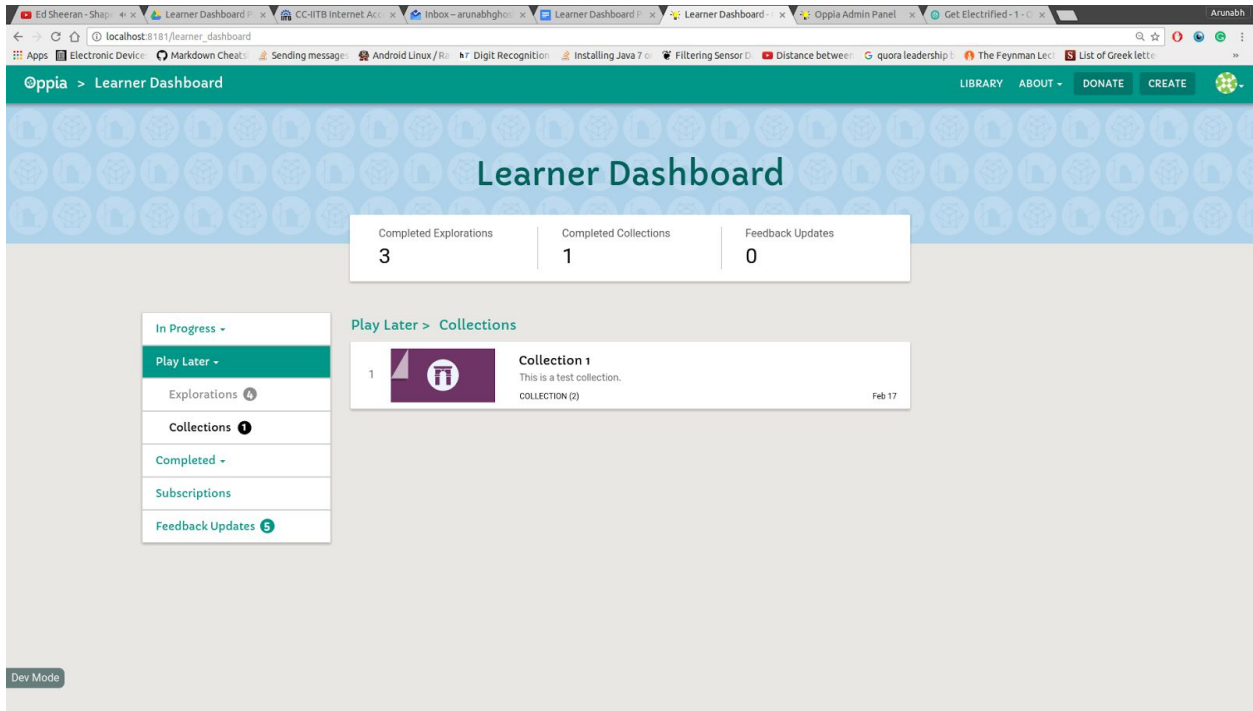 Ed Sheeran - Shap Learner Dashboard P CC-IITB Internet Acc Inbox – arunabhghos Learner Dashboard P Learner Dashboard - Oppia Admin Panel Get Electrified - 1 - O Arunabh
localhost:8181/learner_dashboard
Apps Electronic Device Markdown Cheats Sending message Android Linux / Ra Digit Recognition Installing Java 7 o Filtering Sensor D Distance between quora leadership b The Feynman Lect List of Greek lette »
Oppia > Learner Dashboard LIBRARY ABOUT DONATE CREATE
Learner Dashboard
Completed Explorations Completed Collections Feedback Updates
3 1 0
In Progress
Play Later
Explorations 4
Collections 1
Completed
Subscriptions
Feedback Updates 5
Play Later > Collections
1
Collection 1
This is a test collection.
COLLECTION (2) Feb 17
Dev Mode